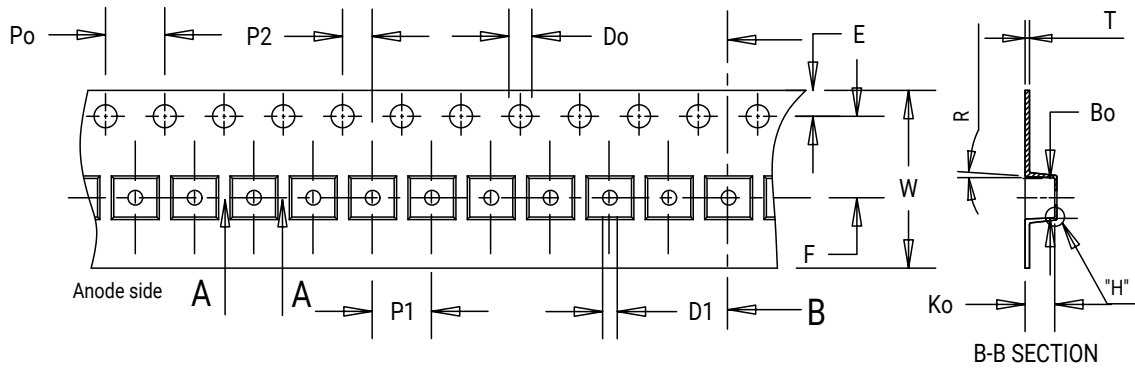 Po
P2
Do
E
T
R
Bo
W
F
Anode side
A
A
P1
D1
B
Ko
"H"
B-B SECTION